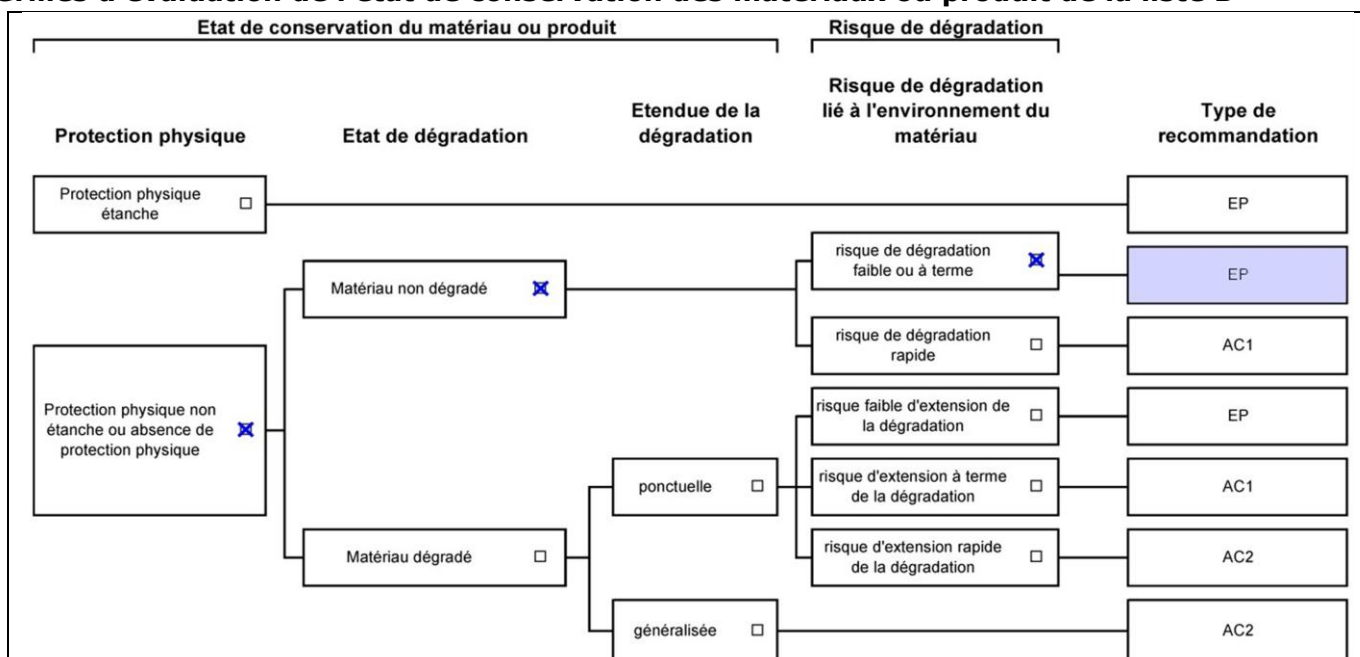 Etat de conservation du matériau ou produit
Risque de dégradation
Protection physique
Etat de dégradation
Etendue de la
dégradation
Risque de dégradation
lié à l'environnement du
matériau
Type de
recommandation
Protection physique
étanche
EP
Matériau non dégradé
risque de dégradation
faible ou à terme
EP
risque de dégradation
rapide
AC1
Protection physique non
étanche ou absence de
protection physique
risque faible d'extension de
la dégradation
EP
ponctuelle
risque d'extension à terme
de la dégradation
AC1
Matériau dégradé
risque d'extension rapide
de la dégradation
AC2
généralisée
AC2